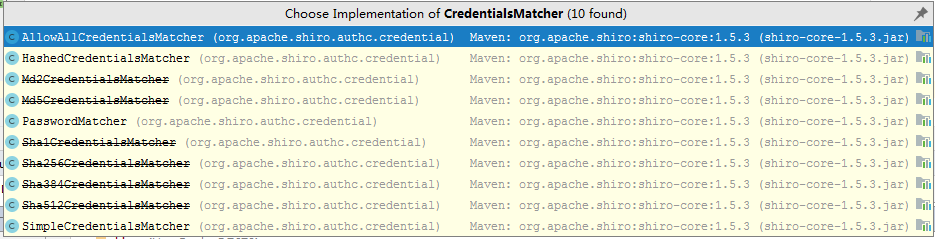 Choose Implementation of CredentialsMatcher (10 found)
AllowAllCredentialsMatcher (org.apache.shiro.authc.credential) Maven: org.apache.shiro:shiro-core:1.5.3 (shiro-core-1.5.3.jar)
HashedCredentialsMatcher (org.apache.shiro.authc.credential) Maven: org.apache.shiro:shiro-core:1.5.3 (shiro-core-1.5.3.jar)
Md2CredentialsMatcher (org.apache.shiro.authc.credential) Maven: org.apache.shiro:shiro-core:1.5.3 (shiro-core-1.5.3.jar)
Md5CredentialsMatcher (org.apache.shiro.authc.credential) Maven: org.apache.shiro:shiro-core:1.5.3 (shiro-core-1.5.3.jar)
PasswordMatcher (org.apache.shiro.authc.credential) Maven: org.apache.shiro:shiro-core:1.5.3 (shiro-core-1.5.3.jar)
Sha1CredentialsMatcher (org.apache.shiro.authc.credential) Maven: org.apache.shiro:shiro-core:1.5.3 (shiro-core-1.5.3.jar)
Sha256CredentialsMatcher (org.apache.shiro.authc.credential) Maven: org.apache.shiro:shiro-core:1.5.3 (shiro-core-1.5.3.jar)
Sha384CredentialsMatcher (org.apache.shiro.authc.credential) Maven: org.apache.shiro:shiro-core:1.5.3 (shiro-core-1.5.3.jar)
Sha512CredentialsMatcher (org.apache.shiro.authc.credential) Maven: org.apache.shiro:shiro-core:1.5.3 (shiro-core-1.5.3.jar)
SimpleCredentialsMatcher (org.apache.shiro.authc.credential) Maven: org.apache.shiro:shiro-core:1.5.3 (shiro-core-1.5.3.jar)